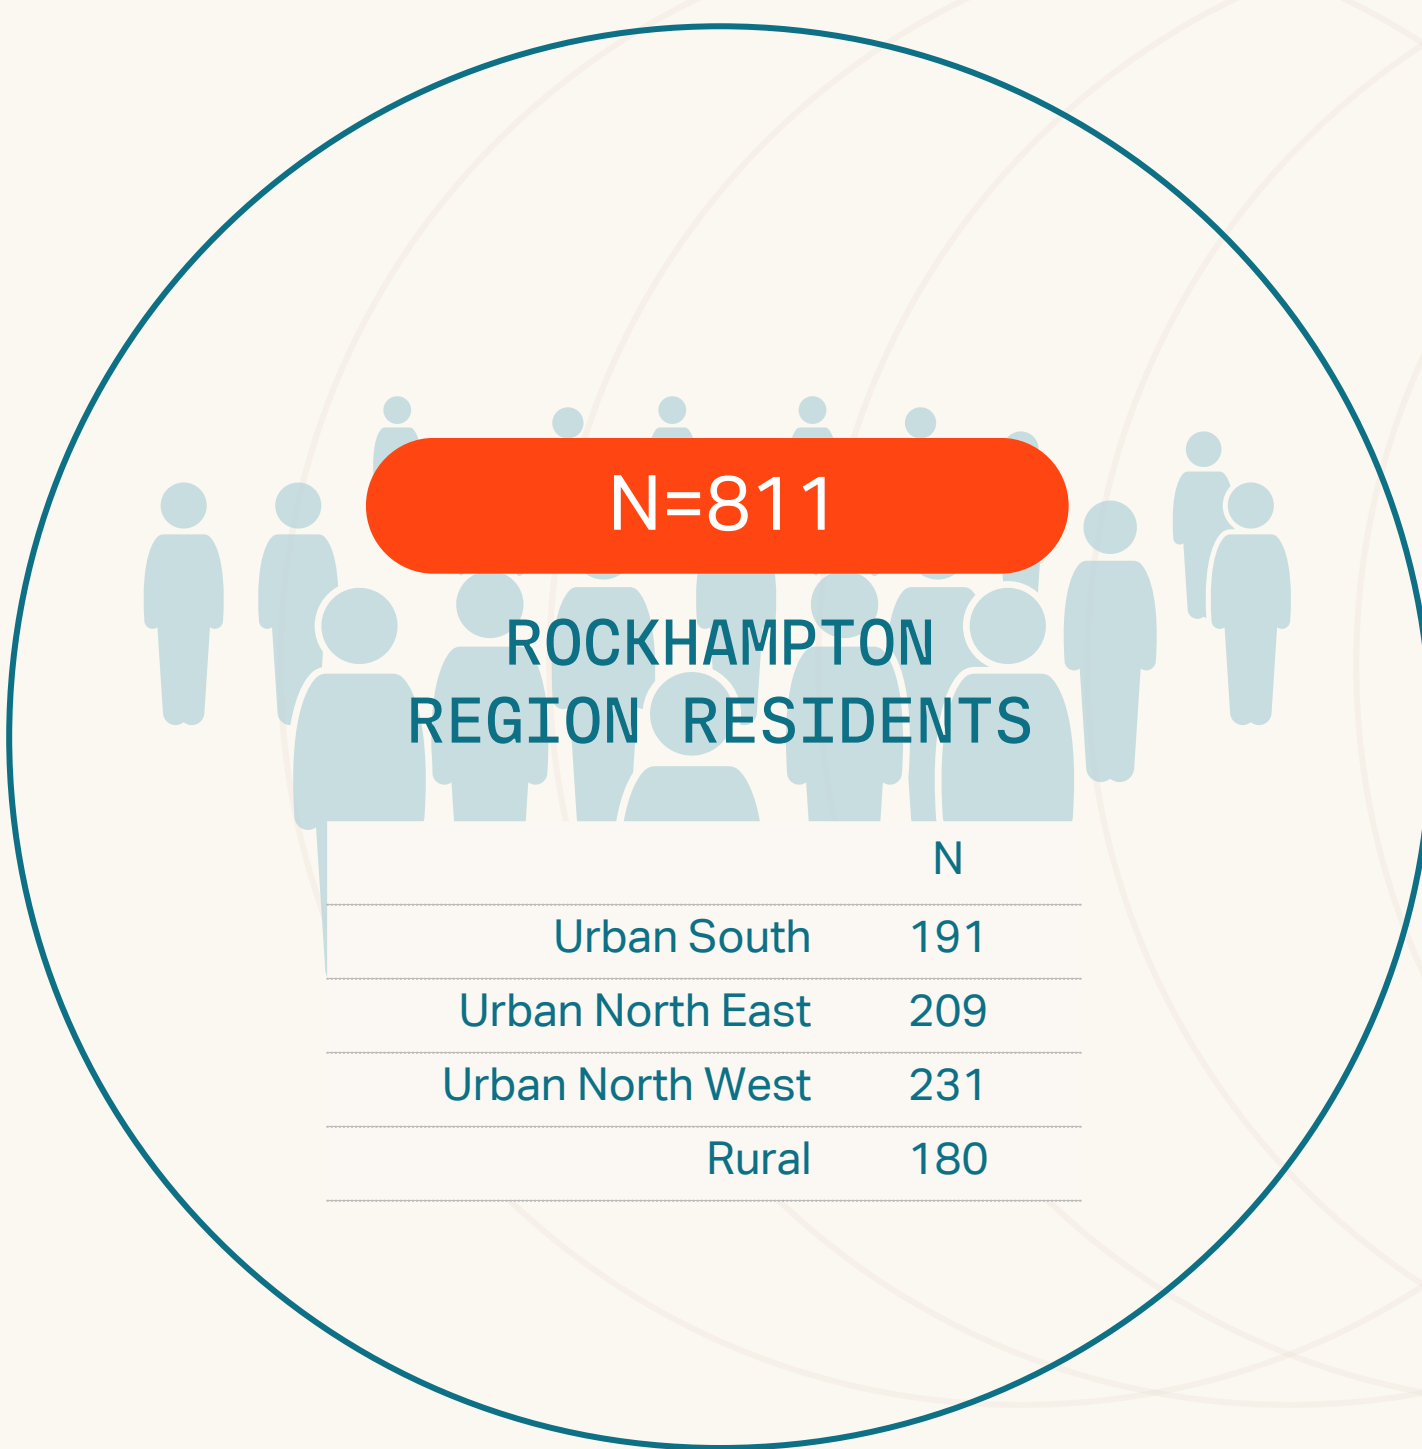 N=811
ROCKHAMPTON
REGION RESIDENTS
N
Urban South 191
Urban North East 209
Urban North West 231
Rural 180